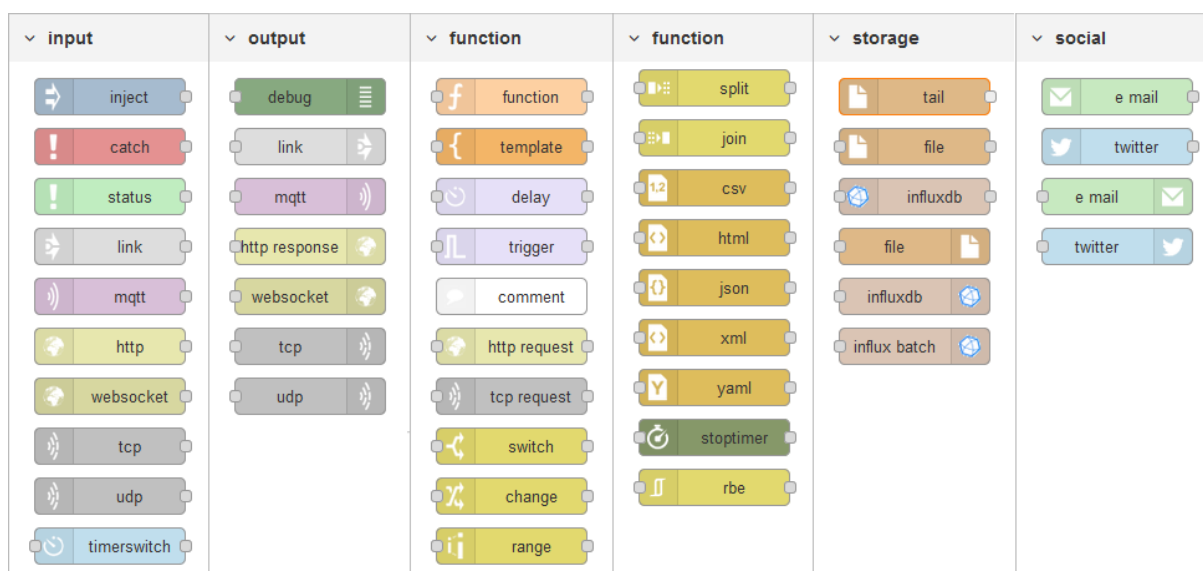 input
inject
catch
status
link
mqtt
http
websocket
tcp
udp
timerswitch
output
debug
link
mqtt
http response
websocket
tcp
udp
function
function
template
delay
trigger
comment
http request
tcp request
switch
change
range
function
split
join
1,2 csv
html
json
xml
yaml
stoptimer
rbe
storage
tail
file
influxdb
file
influxdb
influx batch
social
e mail
twitter
e mail
twitter